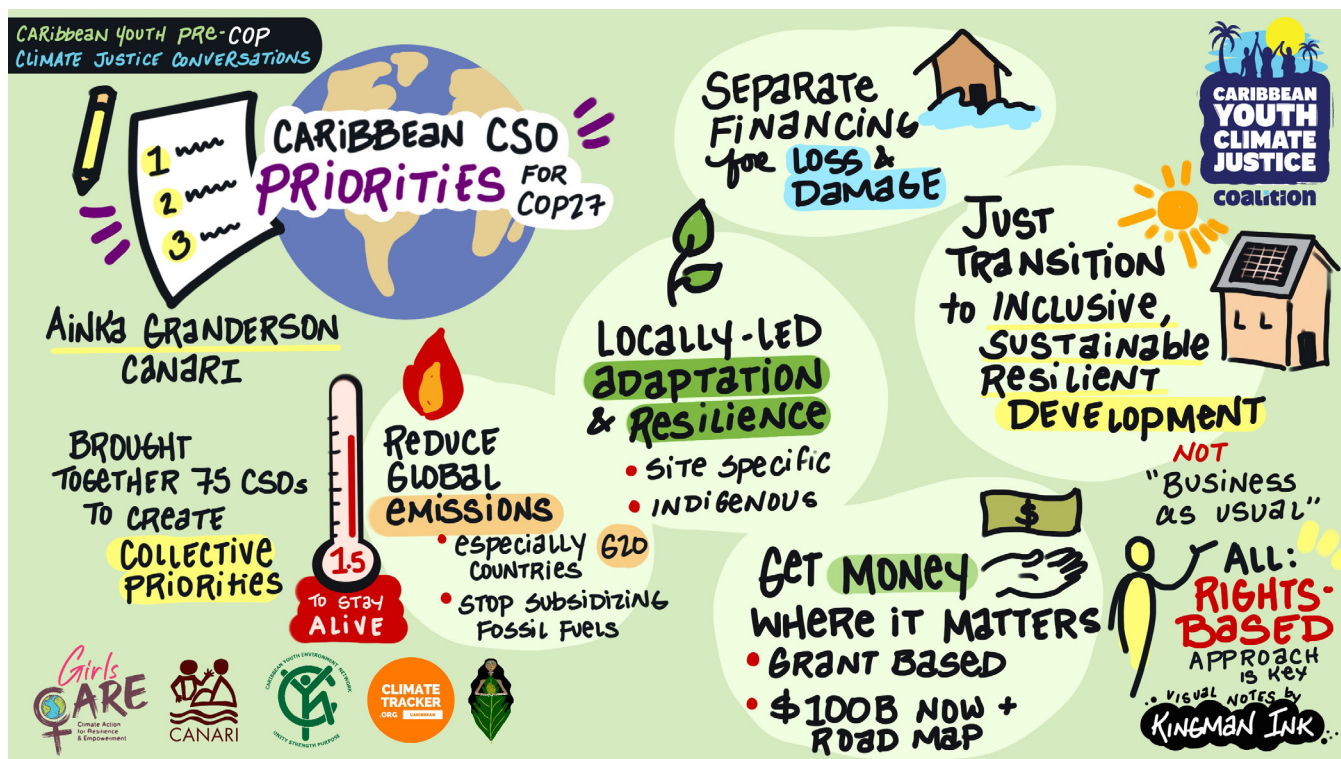 CARIBBEAN YOUTH PRE-COP
CLIMATE JUSTICE CONVERSATIONS
1
2
3
CARIBBEAN CSO
PRIORITIES FOR
COP27
AINKA GRANDERSON
CANARI
BROUGHT
TOGETHER 75 CSOs
TO CREATE
COLLECTIVE
PRIORITIES
1.5
TO STAY
ALIVE
REDUCE
GLOBAL
EMISSIONS
• ESPECIALLY G20
COUNTRIES
• STOP SUBSIDIZING
FOSSIL FUELS
SEPARATE
FINANCING
for LOSS &
DAMAGE
LOCALLY-LED
ADAPTATION
& RESILIENCE
• SITE SPECIFIC
• INDIGENOUS
JUST
TRANSITION
to INCLUSIVE,
SUSTAINABLE
RESILIENT
DEVELOPMENT
NOT
"BUSINESS
AS USUAL"
$
GET MONEY
WHERE IT MATTERS
• GRANT BASED
• $100B NOW +
ROAD MAP
ALL:
RIGHTS-
BASED
APPROACH
IS KEY
VISUAL NOTES by
KINGMAN INK
CARIBBEAN
YOUTH
CLIMATE
JUSTICE
coalition
Girls
CARE
Climate Action
for Resilience
& Empowerment
CANARI
CARIBBEAN YOUTH ENVIRONMENT NETWORK
UNITY STRENGTH PURPOSE
CLIMATE
TRACKER
.ORG CARIBBEAN